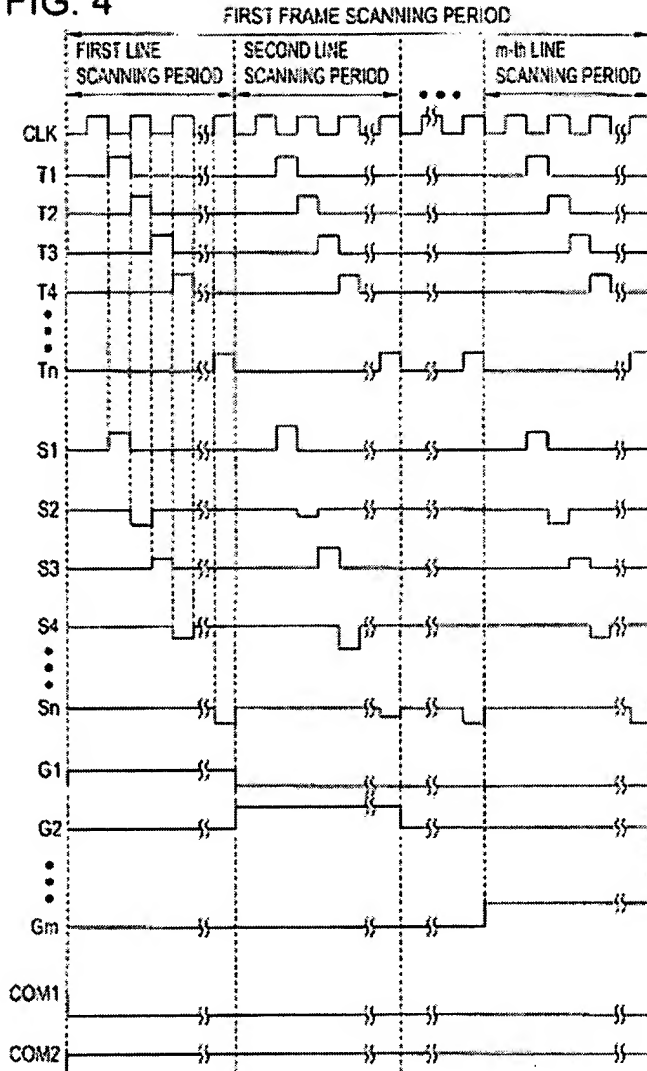 FIG. 4
FIRST FRAME SCANNING PERIOD
FIRST LINE SCANNING PERIOD
SECOND LINE SCANNING PERIOD
m-th LINE SCANNING PERIOD
CLK
T1
T2
T3
T4
Tn
S1
S2
S3
S4
Sn
G1
G2
Gm
COM1
COM2